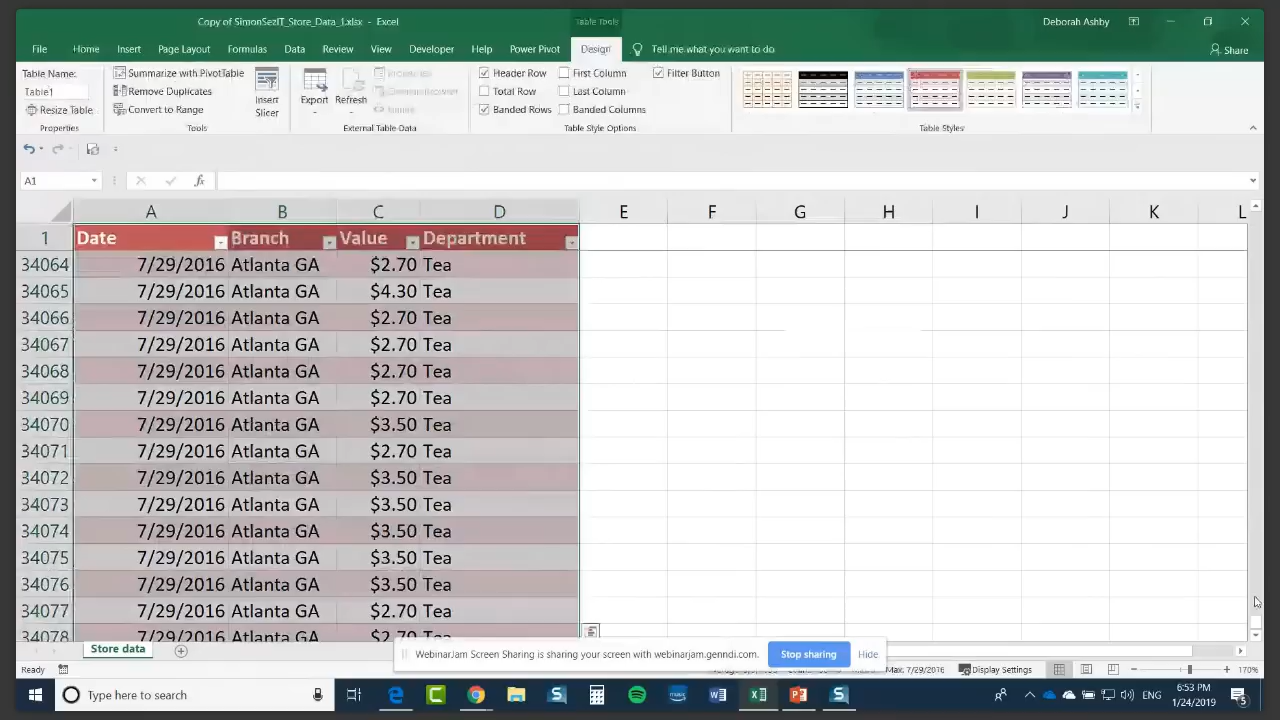 Copy of SimonSezIT_Store_Data_1.xlsx - Excel
Table Tools
Deborah Ashby
File Home Insert Page Layout Formulas Data Review View Developer Help Power Pivot Design Tell me what you want to do Share
Table Name: Summarize with PivotTable Header Row First Column Filter Button
Table1 Remove Duplicates Insert Slicer Export Refresh Total Row Last Column
Resize Table Convert to Range Banded Rows Banded Columns
Properties Tools External Table Data Table Style Options Table Styles
A1 fx
A B C D E F G H I J K L
1 Date Branch Value Department
34064 7/29/2016 Atlanta GA $2.70 Tea
34065 7/29/2016 Atlanta GA $4.30 Tea
34066 7/29/2016 Atlanta GA $2.70 Tea
34067 7/29/2016 Atlanta GA $2.70 Tea
34068 7/29/2016 Atlanta GA $2.70 Tea
34069 7/29/2016 Atlanta GA $2.70 Tea
34070 7/29/2016 Atlanta GA $3.50 Tea
34071 7/29/2016 Atlanta GA $2.70 Tea
34072 7/29/2016 Atlanta GA $3.50 Tea
34073 7/29/2016 Atlanta GA $3.50 Tea
34074 7/29/2016 Atlanta GA $3.50 Tea
34075 7/29/2016 Atlanta GA $3.50 Tea
34076 7/29/2016 Atlanta GA $3.50 Tea
34077 7/29/2016 Atlanta GA $2.70 Tea
34078 7/29/2016 Atlanta GA $2.70 Tea
Store data
WebinarJam Screen Sharing is sharing your screen with webinarjam.genndi.com. Stop sharing Hide
Ready Max: 7/29/2016 Display Settings 170%
Type here to search ENG 6:53 PM
1/24/2019 5